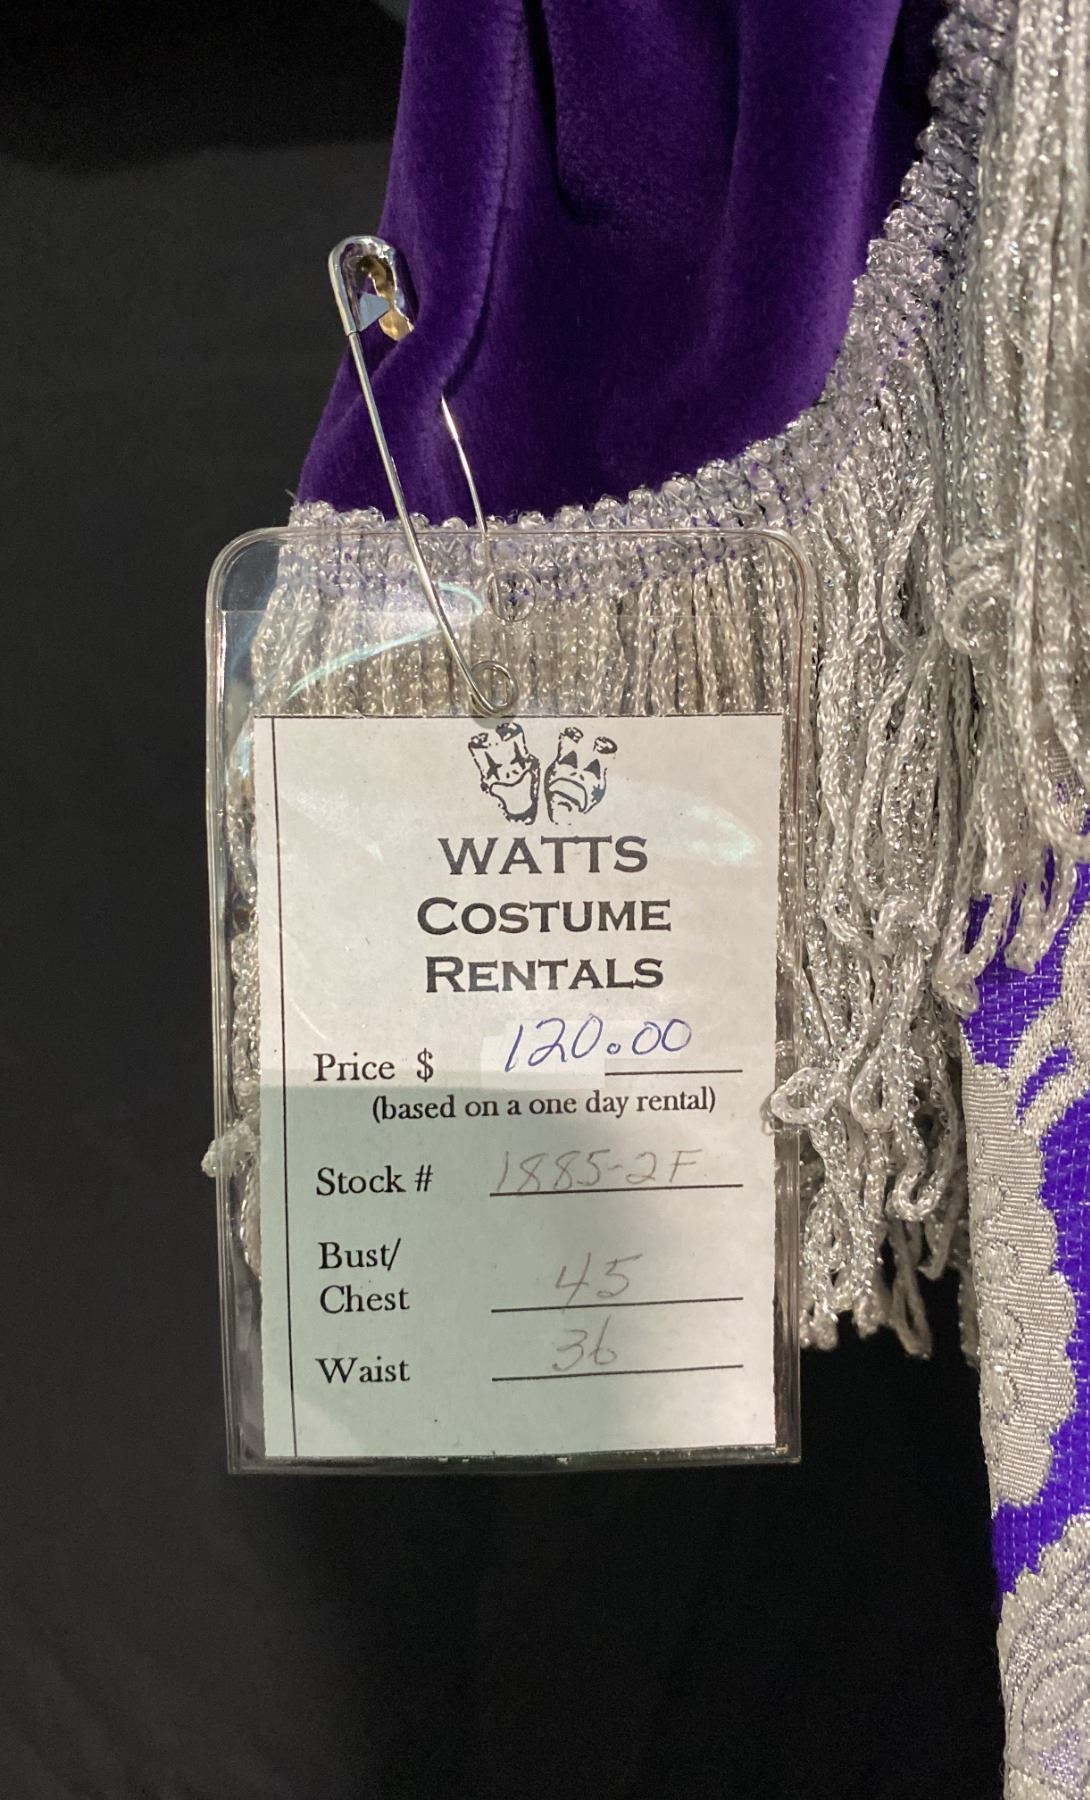 WATTS
COSTUME
RENTALS
Price $ 120.00
(based on a one day rental)
Stock # 1885-2F
Bust/
Chest 45
Waist 36